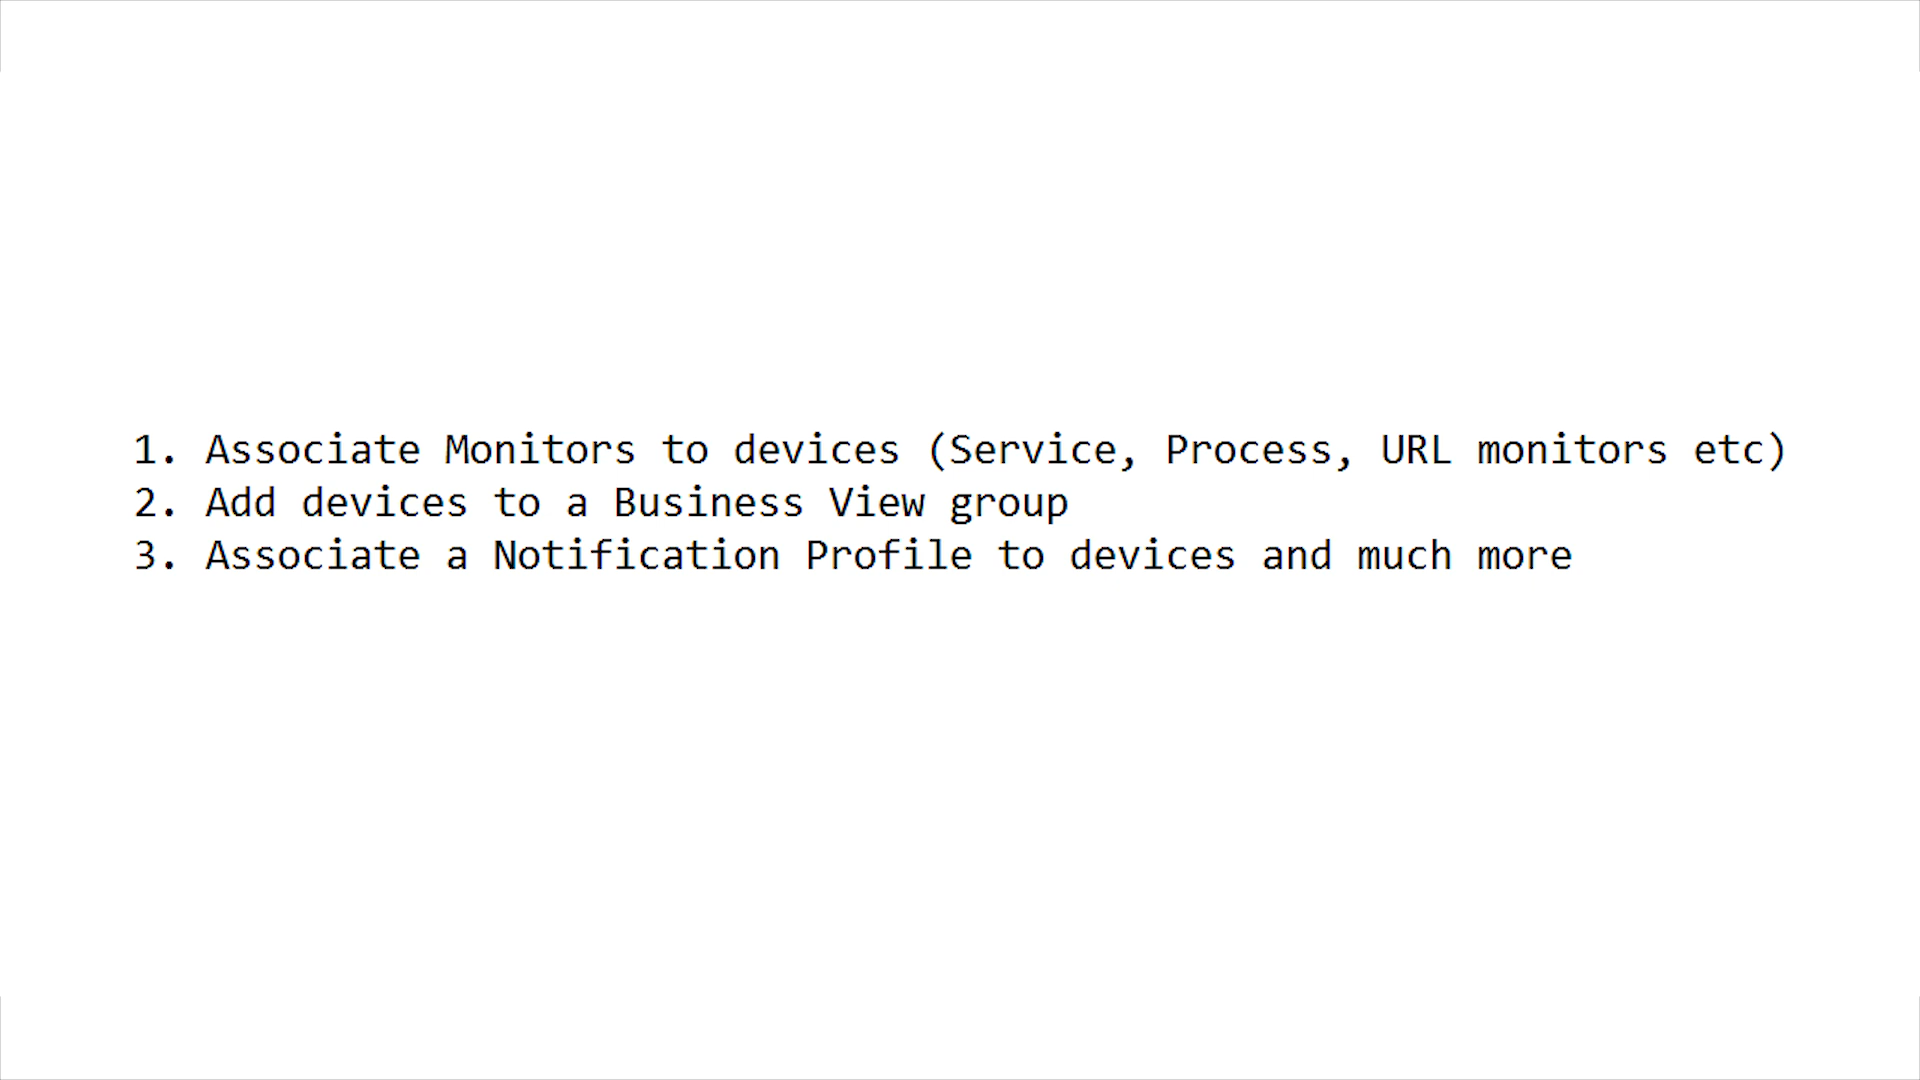 1. Associate Monitors to devices (Service, Process, URL monitors etc)
2. Add devices to a Business View group
3. Associate a Notification Profile to devices and much more